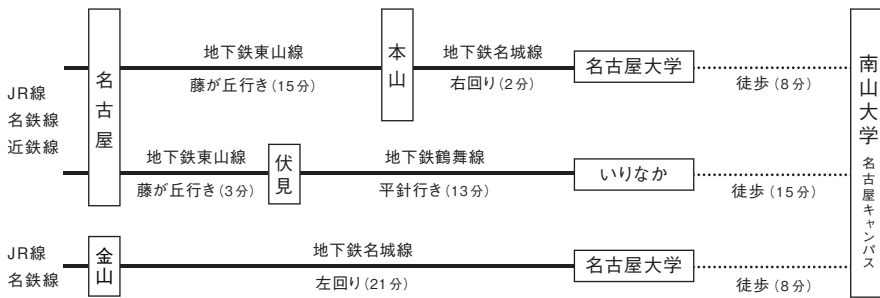 JR線
名鉄線
近鉄線
名古屋
地下鉄東山線
藤が丘行き(15分)
本山
地下鉄名城線
右回り(2分)
名古屋大学
徒歩(8分)
地下鉄東山線
藤が丘行き(3分)
伏見
地下鉄鶴舞線
平針行き(13分)
いりなか
徒歩(15分)
JR線
名鉄線
金山
地下鉄名城線
左回り(21分)
名古屋大学
徒歩(8分)
南山大学 名古屋キャンパス